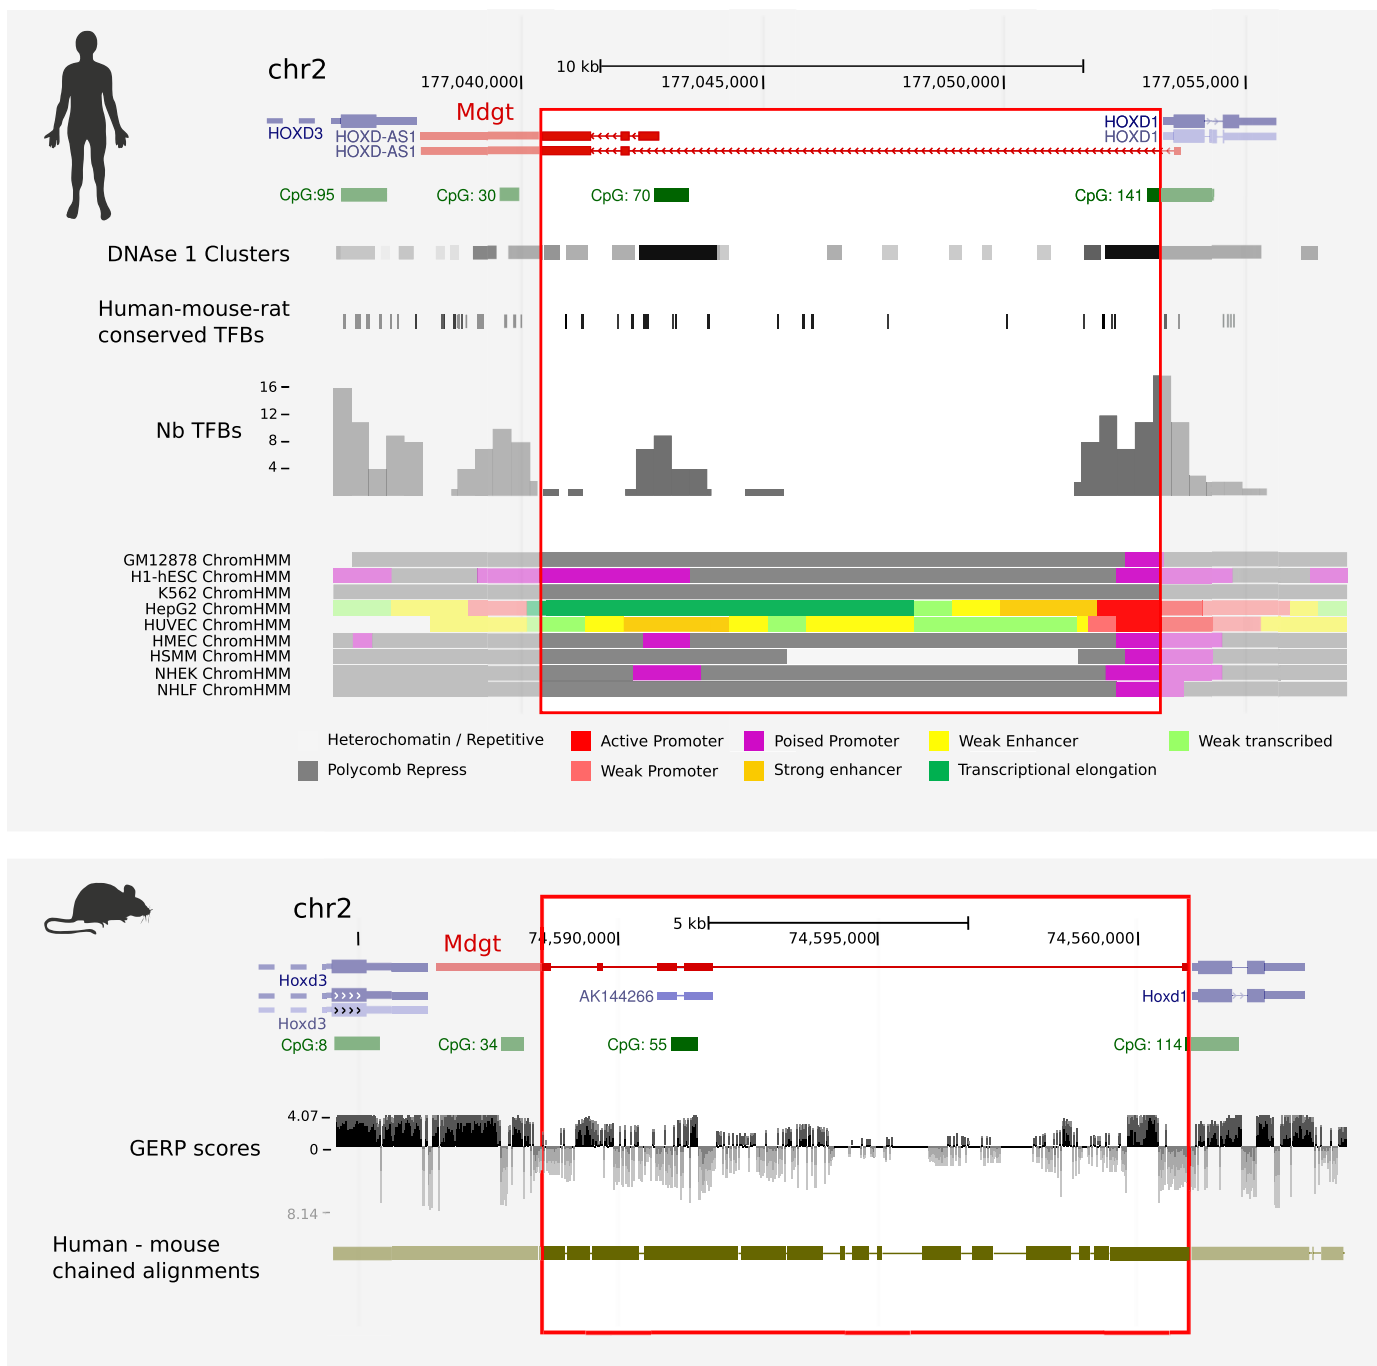 chr2
10 kb
177,040,000
177,045,000
177,050,000
177,055,000
Mdgt
HOXD3
HOXD1
HOXD-AS1
HOXD1
HOXD-AS1
CpG:95
CpG: 30
CpG: 70
CpG: 141
DNAse 1 Clusters
Human-mouse-rat
conserved TFBs
Nb TFBs
16
12
8
4
GM12878 ChromHMM
H1-hESC ChromHMM
K562 ChromHMM
HepG2 ChromHMM
HUVEC ChromHMM
HMEC ChromHMM
HSMM ChromHMM
NHEK ChromHMM
NHLF ChromHMM
Heterochomatin / Repetitive
Active Promoter
Poised Promoter
Weak Enhancer
Weak transcribed
Polycomb Repress
Weak Promoter
Strong enhancer
Transcriptional elongation
chr2
5 kb
74,590,000
74,595,000
74,560,000
Mdgt
Hoxd3
AK144266
Hoxd1
Hoxd3
CpG:8
CpG: 34
CpG: 55
CpG: 114
4.07
GERP scores
0
8.14
Human - mouse
chained alignments